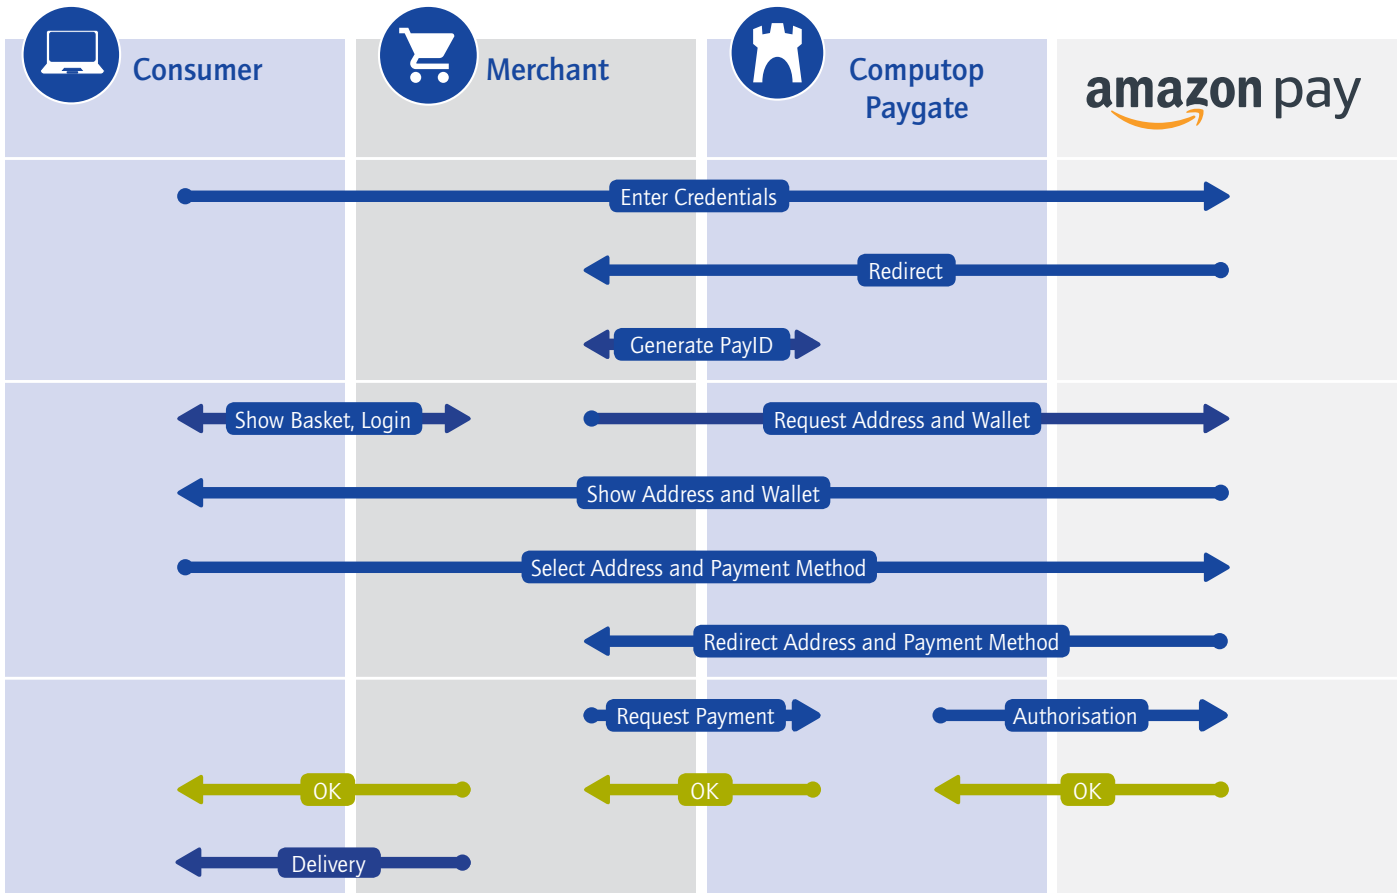 Consumer
Merchant
Computop
Paygate
amazon pay
Enter Credentials
Redirect
Generate PayID
Show Basket, Login
Request Address and Wallet
Show Address and Wallet
Select Address and Payment Method
Redirect Address and Payment Method
Request Payment
Authorisation
OK
OK
OK
Delivery